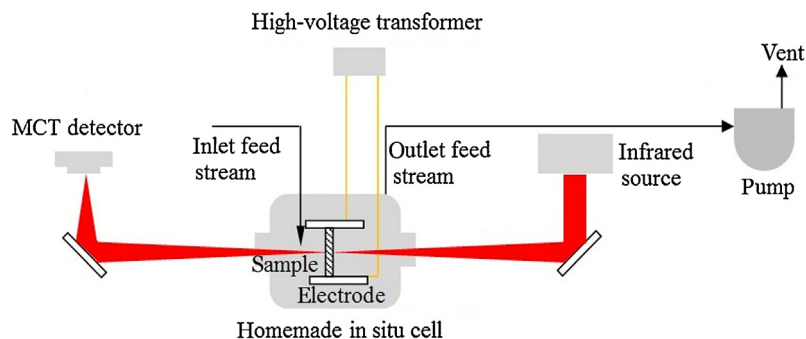 High-voltage transformer
Vent
MCT detector
Inlet feed
stream
Outlet feed
stream
Infrared
source
Pump
Sample
Electrode
Homemade in situ cell